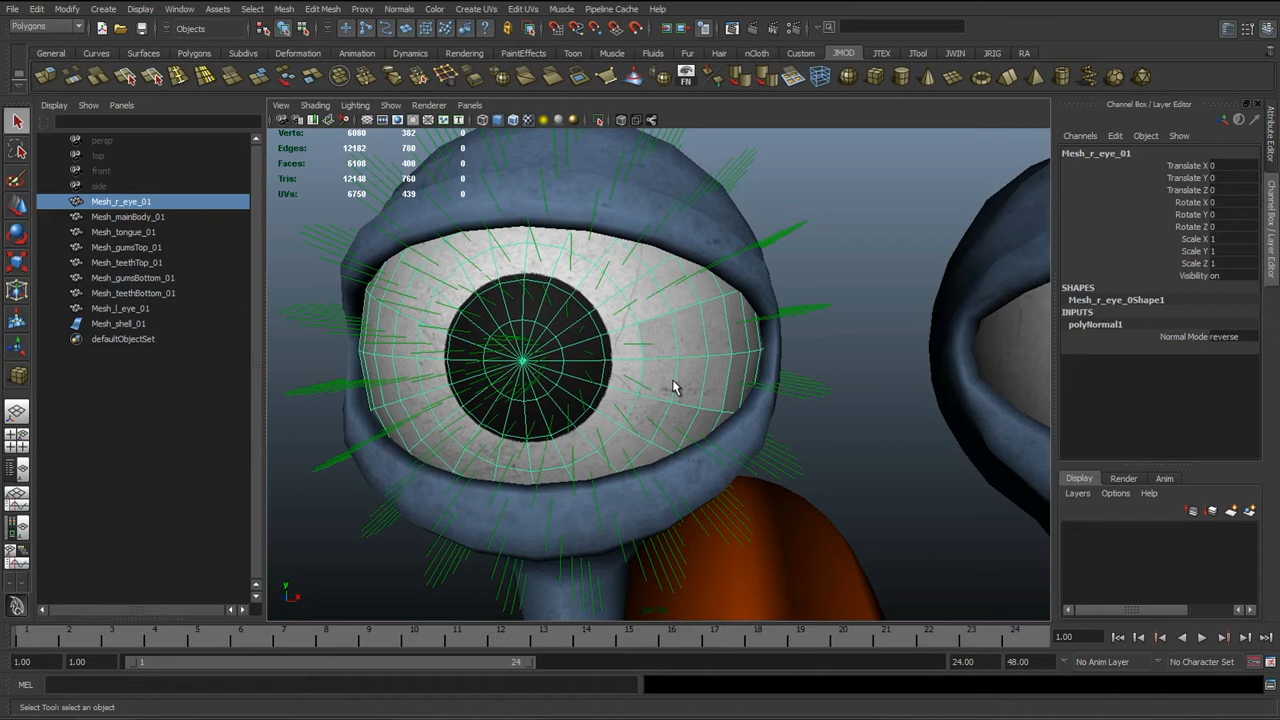 File Edit Modify Create Display Window Assets Select Mesh Edit Mesh Proxy Normals Color Create UVs Edit UVs Muscle Pipeline Cache Help
Polygons Objects
General Curves Surfaces Polygons Subdivs Deformation Animation Dynamics Rendering PaintEffects Toon Muscle Fluids Fur Hair nCloth Custom JMOD JTEX JTool JWIN JRIG RA
FN
Display Show Panels
View Shading Lighting Show Renderer Panels
Channel Box / Layer Editor
persp
top
front
side
Mesh_r_eye_01
Mesh_mainBody_01
Mesh_tongue_01
Mesh_gumsTop_01
Mesh_teethTop_01
Mesh_gumsBottom_01
Mesh_teethBottom_01
Mesh_l_eye_01
Mesh_shell_01
defaultObjectSet
Verts: 6080 382 0
Edges: 12182 780 0
Faces: 6108 400 0
Tris: 12148 760 0
UVs: 6750 439 0
y
x
persp
Channels Edit Object Show
Mesh_r_eye_01
Translate X 0
Translate Y 0
Translate Z 0
Rotate X 0
Rotate Y 0
Rotate Z 0
Scale X 1
Scale Y 1
Scale Z 1
Visibility on
SHAPES
Mesh_r_eye_0Shape1
INPUTS
polyNormal1
Normal Mode reverse
Display Render Anim
Layers Options Help
Attribute Editor
Channel Box / Layer Editor
1 2 3 4 5 6 7 8 9 10 11 12 13 14 15 16 17 18 19 20 21 22 23 24
1.00
1.00 1.00 1 24 24.00 48.00 No Anim Layer No Character Set
MEL
Select Tool: select an object